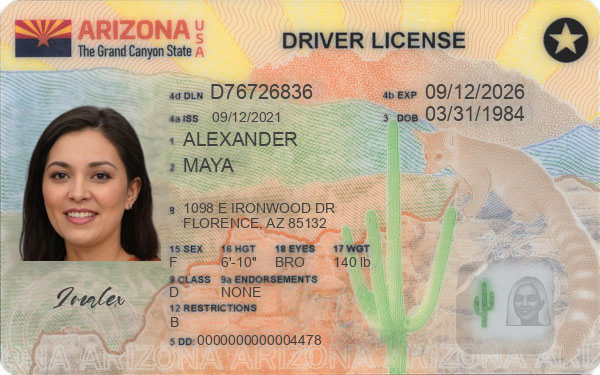 ARIZONA USA
The Grand Canyon State
DRIVER LICENSE
4d DLN D76726836
4b EXP 09/12/2026
4a ISS 09/12/2021
3 DOB 03/31/1984
1 ALEXANDER
2 MAYA
8 1098 E IRONWOOD DR
FLORENCE, AZ 85132
15 SEX 16 HGT 18 EYES 17 WGT
F 6'-10" BRO 140 lb
9 CLASS 9a ENDORSEMENTS
D NONE
12 RESTRICTIONS
B
5 DD: 0000000000004478
ARIZONA ARIZONA ARIZONA ARIZONA